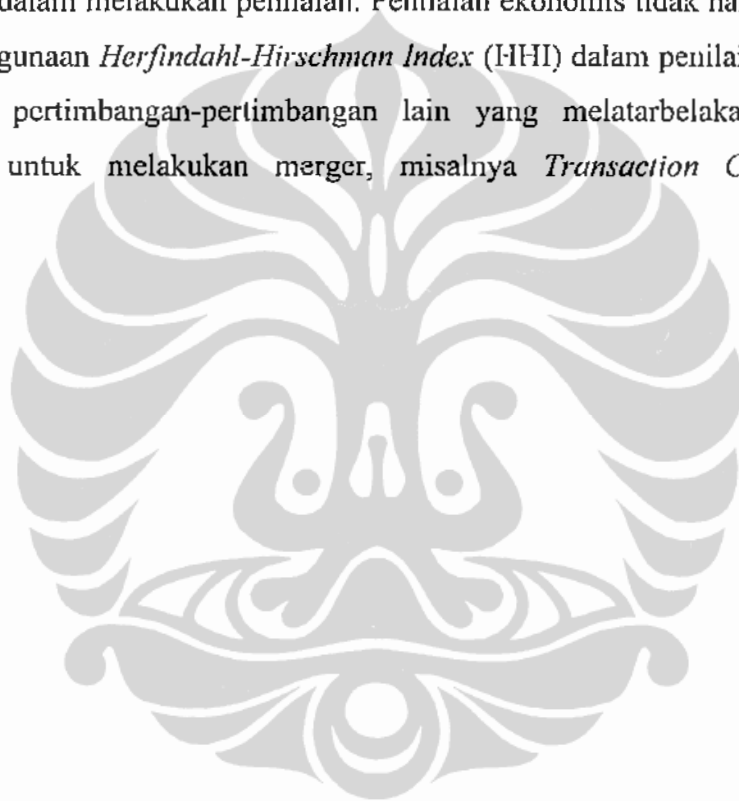 dalam melakukan penilaian. Penilaian ekonomis tidak ha
gunaan Herfindahl-Hirschman Index (HHI) dalam penilai
pertimbangan-pertimbangan lain yang melatarbelaka
untuk melakukan merger, misalnya Transaction C